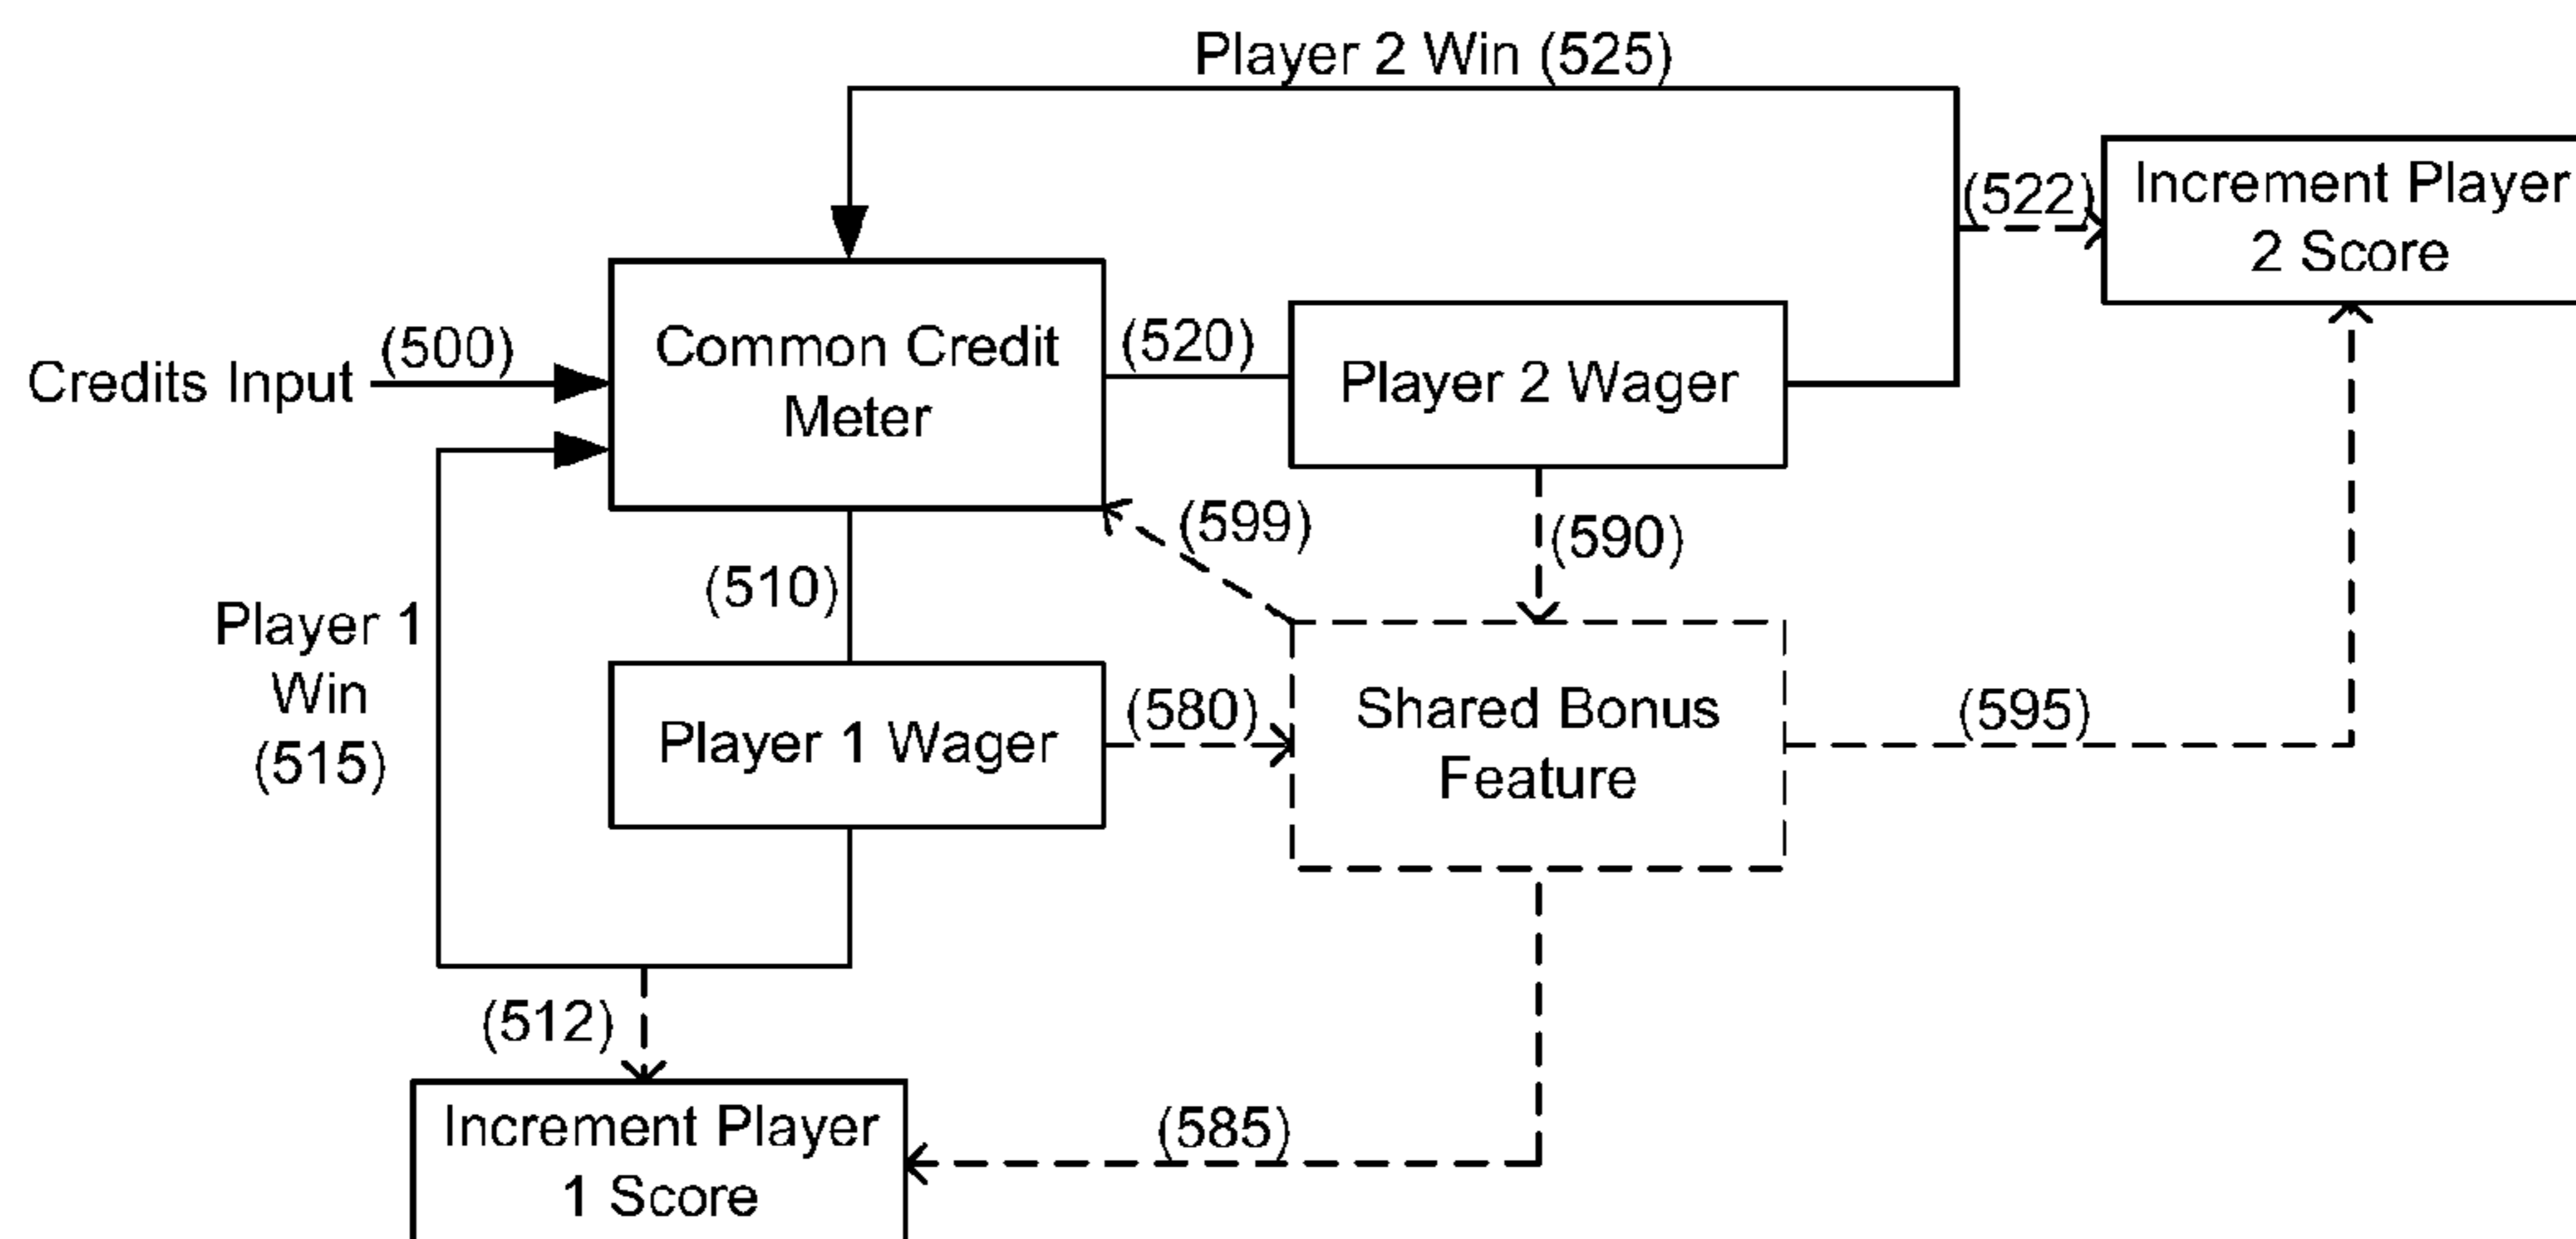 Player 2 Win (525)
(522)
Increment Player
2 Score
Credits Input
(500)
Common Credit
Meter
(520)
Player 2 Wager
(599)
(590)
(510)
Player 1
Win
(515)
Player 1 Wager
(580)
Shared Bonus
Feature
(595)
(512)
Increment Player
1 Score
(585)